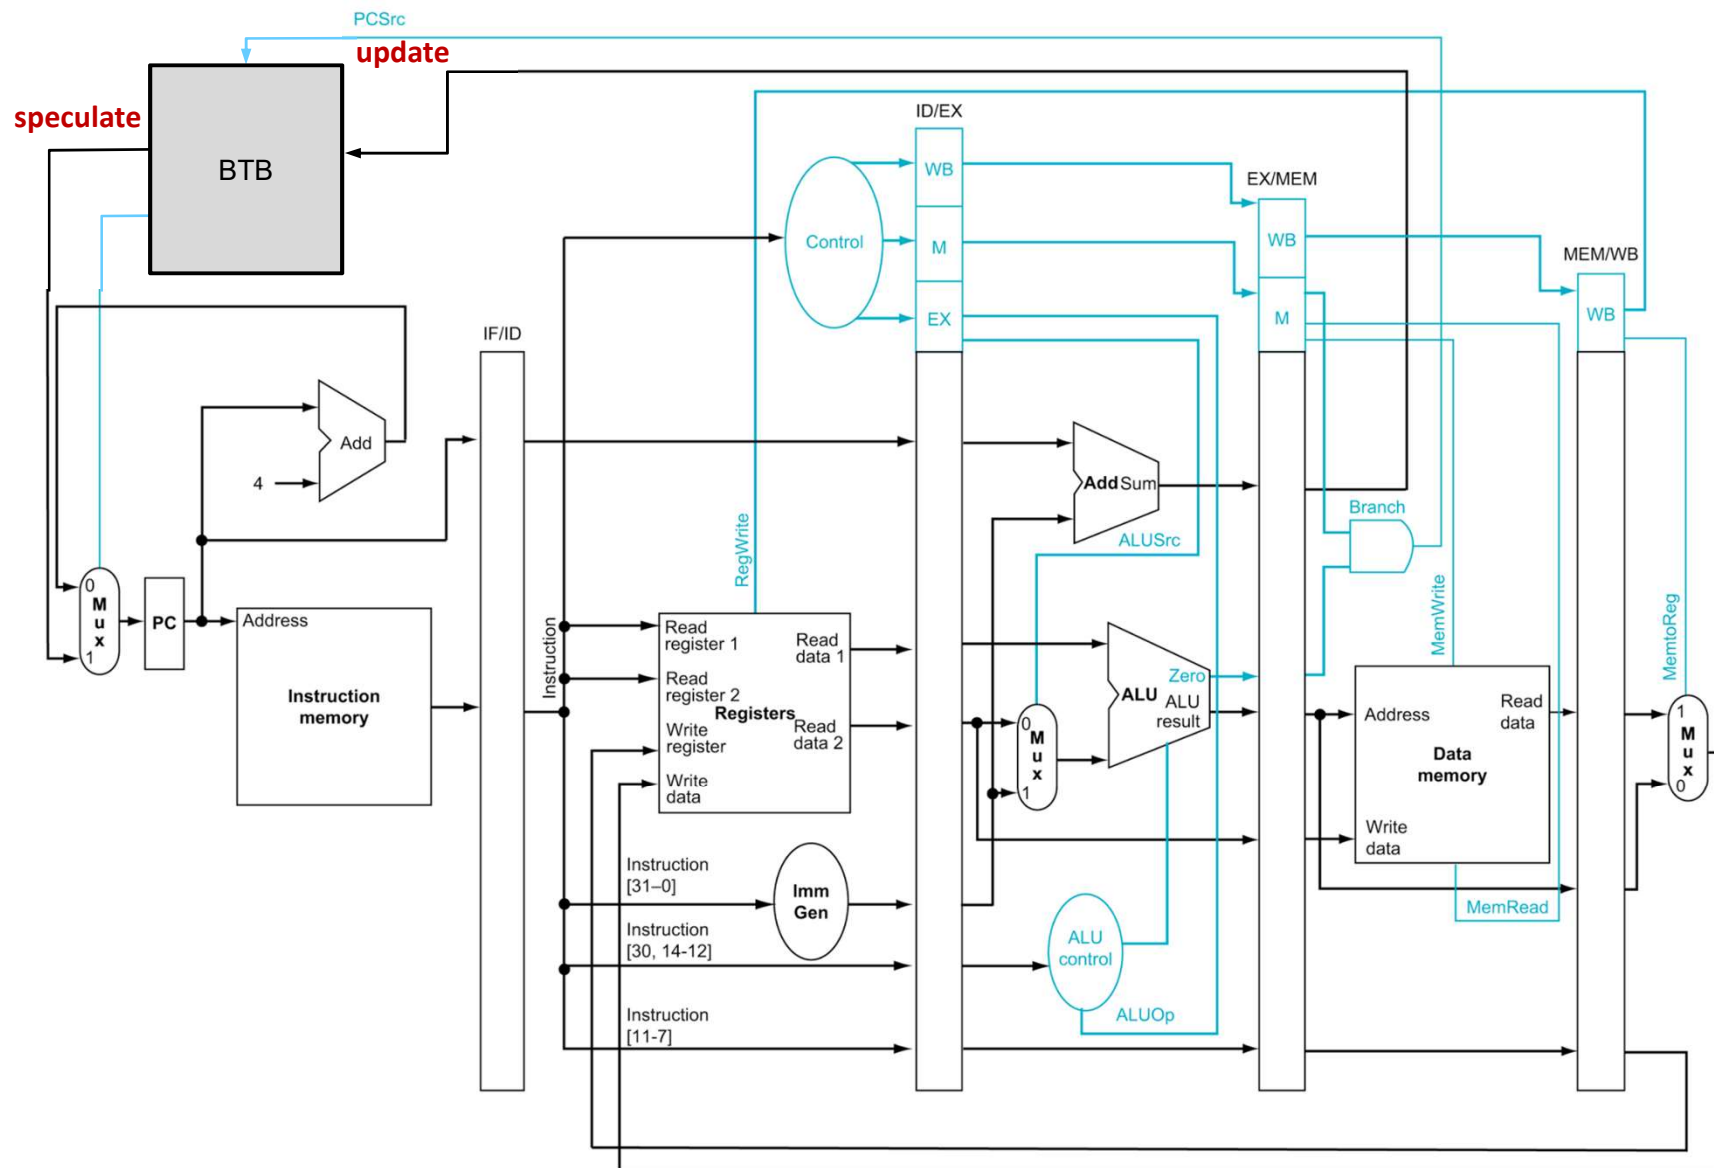 PCSrc
update
speculate
BTB
ID/EX
WB
EX/MEM
Control
M
WB
MEM/WB
EX
M
WB
IF/ID
Add
4
Add Sum
Branch
ALUSrc
RegWrite
MemWrite
MemtoReg
0
M
u
x
1
PC
Address
Instruction
memory
Instruction
Read
register 1
Read
data 1
Read
register 2
Registers
Write
register
Read
data 2
Write
data
0
M
u
x
1
Zero
ALU
ALU
result
Address
Read
data
Data
memory
Write
data
1
M
u
x
0
Instruction
[31–0]
Imm
Gen
MemRead
Instruction
[30, 14-12]
ALU
control
Instruction
[11-7]
ALUOp